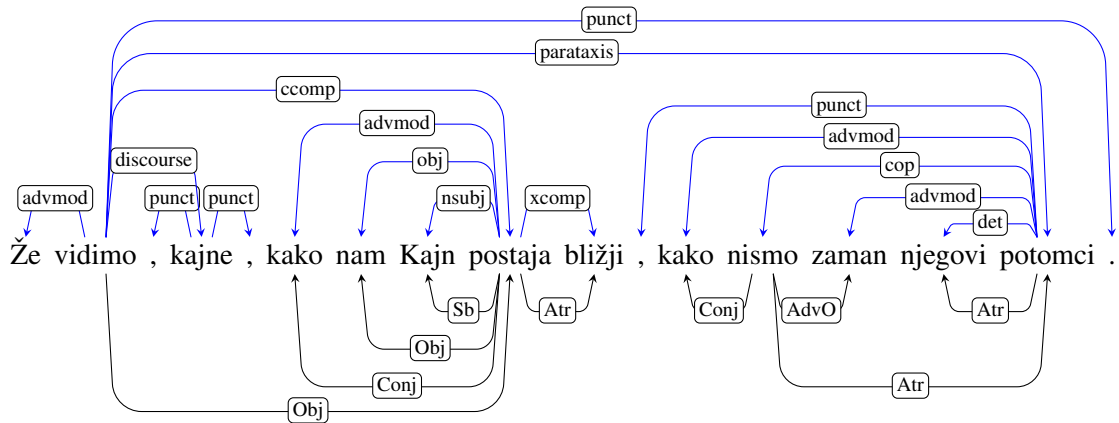 punct
parataxis
ccomp punct
advmod advmod
discourse obj cop
advmod punct punct nsubj xcomp advmod
det
Že vidimo , kajne , kako nam Kajn postaja bližji , kako nismo zaman njegovi potomci .
Sb Atr Conj AdvO Atr
Obj
Conj Atr
Obj